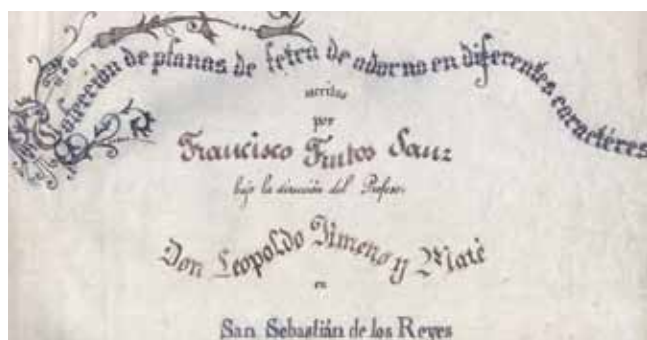 Colección de planas de letra de adorno en diferentes caractéres
escritas
por
Francisco Frutos Sanz
bajo la dirección del Profesor
Don Leopoldo Jimeno y Maté
en
San Sebastián de los Reyes